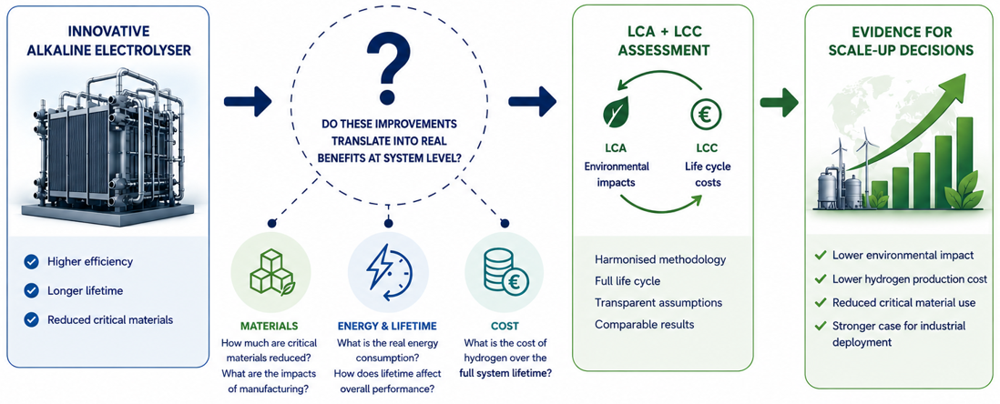 INNOVATIVE
ALKALINE ELECTROLYSER
Higher efficiency
Longer lifetime
Reduced critical materials
?
DO THESE IMPROVEMENTS
TRANSLATE INTO REAL
BENEFITS AT SYSTEM LEVEL?
MATERIALS
How much are critical
materials reduced?
What are the impacts
of manufacturing?
ENERGY & LIFETIME
What is the real energy
consumption?
How does lifetime affect
overall performance?
€
COST
What is the cost of
hydrogen over the
full system lifetime?
LCA + LCC
ASSESSMENT
LCA
Environmental
impacts
€
LCC
Life cycle
costs
Harmonised methodology
Full life cycle
Transparent assumptions
Comparable results
EVIDENCE FOR
SCALE-UP DECISIONS
Lower environmental impact
Lower hydrogen production cost
Reduced critical material use
Stronger case for industrial
deployment